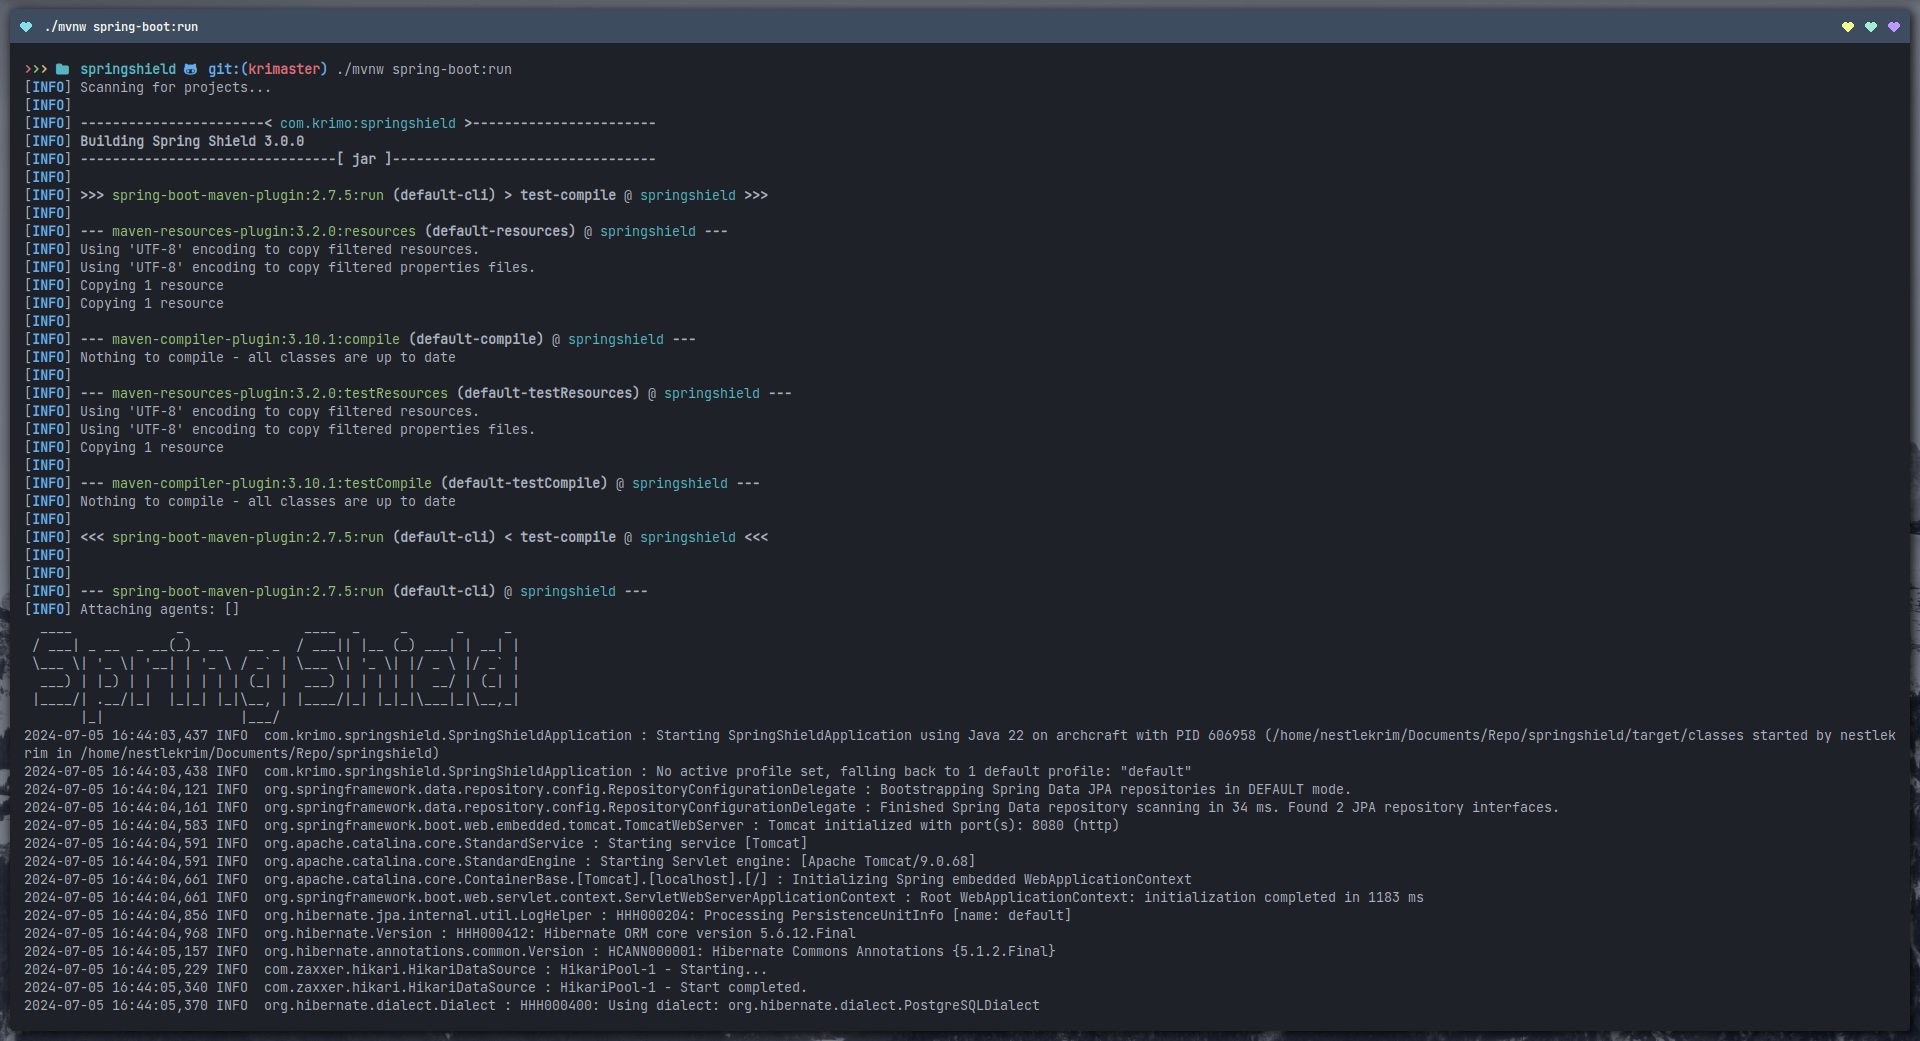 ./mvnw spring-boot:run
>>> springshield git:(krimaster) ./mvnw spring-boot:run
[INFO] Scanning for projects...
[INFO]
[INFO] -----------------------< com.krimo:springshield >-----------------------
[INFO] Building Spring Shield 3.0.0
[INFO] --------------------------------[ jar ]---------------------------------
[INFO]
[INFO] >>> spring-boot-maven-plugin:2.7.5:run (default-cli) > test-compile @ springshield >>>
[INFO]
[INFO] --- maven-resources-plugin:3.2.0:resources (default-resources) @ springshield ---
[INFO] Using 'UTF-8' encoding to copy filtered resources.
[INFO] Using 'UTF-8' encoding to copy filtered properties files.
[INFO] Copying 1 resource
[INFO] Copying 1 resource
[INFO]
[INFO] --- maven-compiler-plugin:3.10.1:compile (default-compile) @ springshield ---
[INFO] Nothing to compile - all classes are up to date
[INFO]
[INFO] --- maven-resources-plugin:3.2.0:testResources (default-testResources) @ springshield ---
[INFO] Using 'UTF-8' encoding to copy filtered resources.
[INFO] Using 'UTF-8' encoding to copy filtered properties files.
[INFO] Copying 1 resource
[INFO]
[INFO] --- maven-compiler-plugin:3.10.1:testCompile (default-testCompile) @ springshield ---
[INFO] Nothing to compile - all classes are up to date
[INFO]
[INFO] <<< spring-boot-maven-plugin:2.7.5:run (default-cli) < test-compile @ springshield <<<
[INFO]
[INFO]
[INFO] --- spring-boot-maven-plugin:2.7.5:run (default-cli) @ springshield ---
[INFO] Attaching agents: []
Spring Shield
2024-07-05 16:44:03,437 INFO  com.krimo.springshield.SpringShieldApplication : Starting SpringShieldApplication using Java 22 on archcraft with PID 606958 (/home/nestlekrim/Documents/Repo/springshield/target/classes started by nestlek
rim in /home/nestlekrim/Documents/Repo/springshield)
2024-07-05 16:44:03,438 INFO  com.krimo.springshield.SpringShieldApplication : No active profile set, falling back to 1 default profile: "default"
2024-07-05 16:44:04,121 INFO  org.springframework.data.repository.config.RepositoryConfigurationDelegate : Bootstrapping Spring Data JPA repositories in DEFAULT mode.
2024-07-05 16:44:04,161 INFO  org.springframework.data.repository.config.RepositoryConfigurationDelegate : Finished Spring Data repository scanning in 34 ms. Found 2 JPA repository interfaces.
2024-07-05 16:44:04,583 INFO  org.springframework.boot.web.embedded.tomcat.TomcatWebServer : Tomcat initialized with port(s): 8080 (http)
2024-07-05 16:44:04,591 INFO  org.apache.catalina.core.StandardService : Starting service [Tomcat]
2024-07-05 16:44:04,591 INFO  org.apache.catalina.core.StandardEngine : Starting Servlet engine: [Apache Tomcat/9.0.68]
2024-07-05 16:44:04,661 INFO  org.apache.catalina.core.ContainerBase.[Tomcat].[localhost].[/] : Initializing Spring embedded WebApplicationContext
2024-07-05 16:44:04,661 INFO  org.springframework.boot.web.servlet.context.ServletWebServerApplicationContext : Root WebApplicationContext: initialization completed in 1183 ms
2024-07-05 16:44:04,856 INFO  org.hibernate.jpa.internal.util.LogHelper : HHH000204: Processing PersistenceUnitInfo [name: default]
2024-07-05 16:44:04,968 INFO  org.hibernate.Version : HHH000412: Hibernate ORM core version 5.6.12.Final
2024-07-05 16:44:05,157 INFO  org.hibernate.annotations.common.Version : HCANN000001: Hibernate Commons Annotations {5.1.2.Final}
2024-07-05 16:44:05,229 INFO  com.zaxxer.hikari.HikariDataSource : HikariPool-1 - Starting...
2024-07-05 16:44:05,340 INFO  com.zaxxer.hikari.HikariDataSource : HikariPool-1 - Start completed.
2024-07-05 16:44:05,370 INFO  org.hibernate.dialect.Dialect : HHH000400: Using dialect: org.hibernate.dialect.PostgreSQLDialect